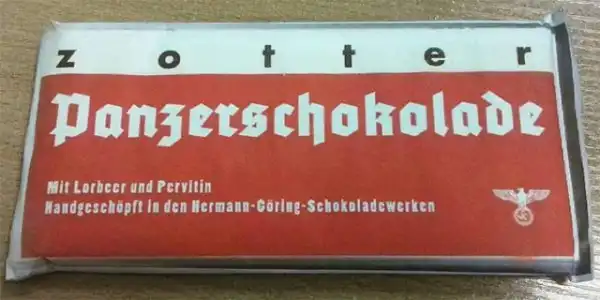 zotter
Panzerschokolade
Mit Lorbeer und Pervitin
Handgeschöpft in den Hermann-Göring-Schokoladewerken